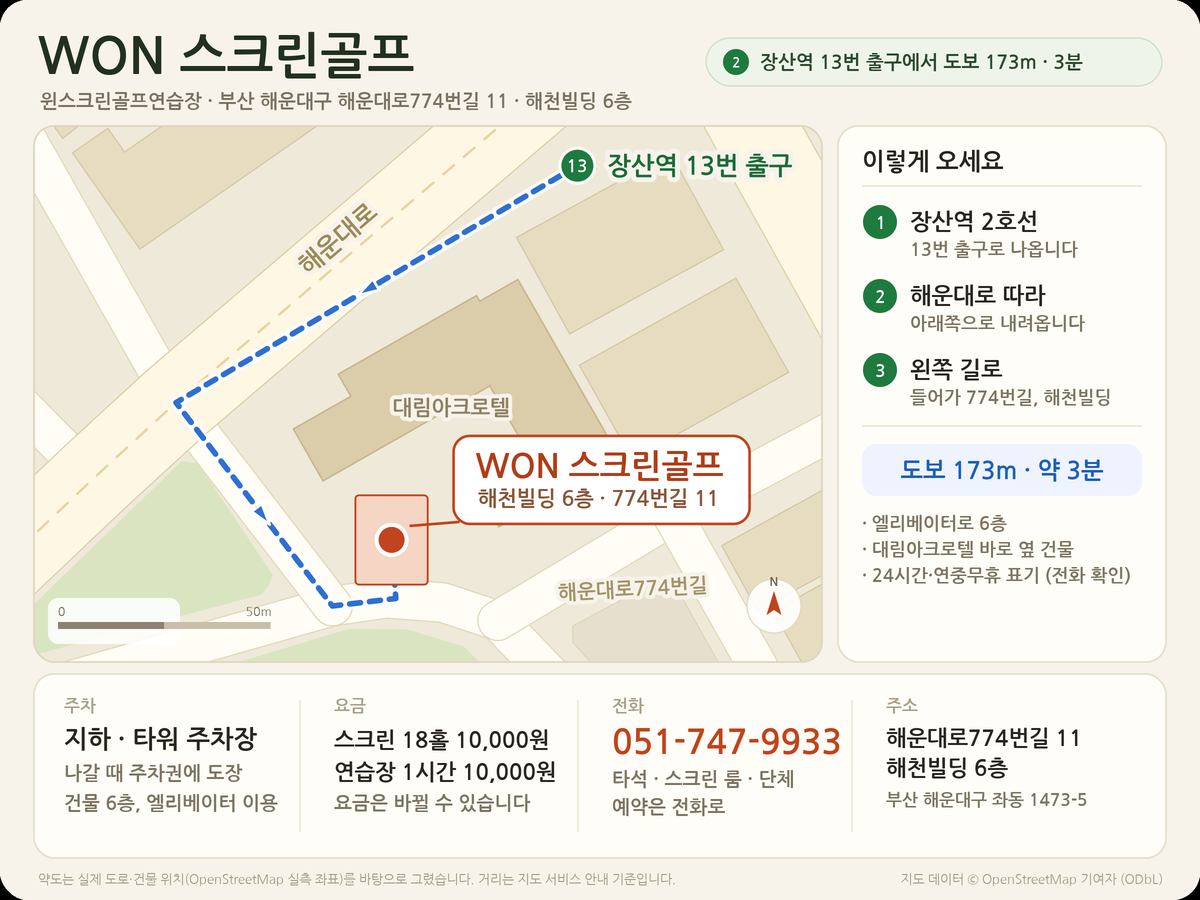 WON 스크린골프
원스크린골프연습장 · 부산 해운대구 해운대로774번길 11 · 해천빌딩 6층
2 장산역 13번 출구에서 도보 173m · 3분
13 장산역 13번 출구
해운대로
대림아크로텔
WON 스크린골프
해천빌딩 6층 · 774번길 11
해운대로774번길
N
0 50m
이렇게 오세요
1 장산역 2호선
13번 출구로 나옵니다
2 해운대로 따라
아래쪽으로 내려옵니다
3 왼쪽 길로
들어가 774번길, 해천빌딩
도보 173m · 약 3분
· 엘리베이터로 6층
· 대림아크로텔 바로 옆 건물
· 24시간·연중무휴 표기 (전화 확인)
주차
지하 · 타워 주차장
나갈 때 주차권에 도장
건물 6층, 엘리베이터 이용
요금
스크린 18홀 10,000원
연습장 1시간 10,000원
요금은 바뀔 수 있습니다
전화
051-747-9933
타석 · 스크린 룸 · 단체
예약은 전화로
주소
해운대로774번길 11
해천빌딩 6층
부산 해운대구 좌동 1473-5
약도는 실제 도로·건물 위치(OpenStreetMap 실측 좌표)를 바탕으로 그렸습니다. 거리는 지도 서비스 안내 기준입니다.
지도 데이터 © OpenStreetMap 기여자 (ODbL)